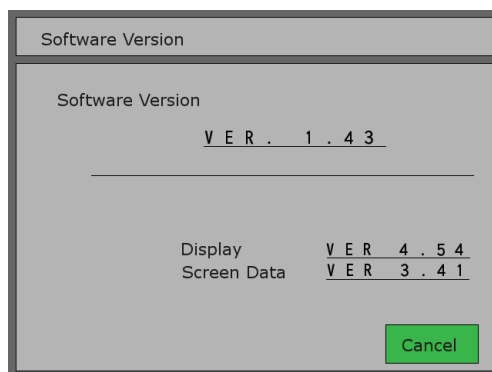 Software Version
Software Version
VER. 1.43
Display VER 4.54
Screen Data VER 3.41
Cancel